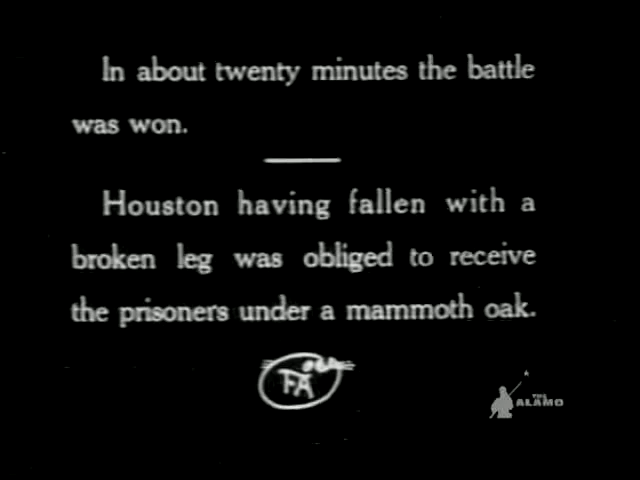 In about twenty minutes the battle
was won.
Houston having fallen with a
broken leg was obliged to receive
the prisoners under a mammoth oak.
FA
THE
ALAMO